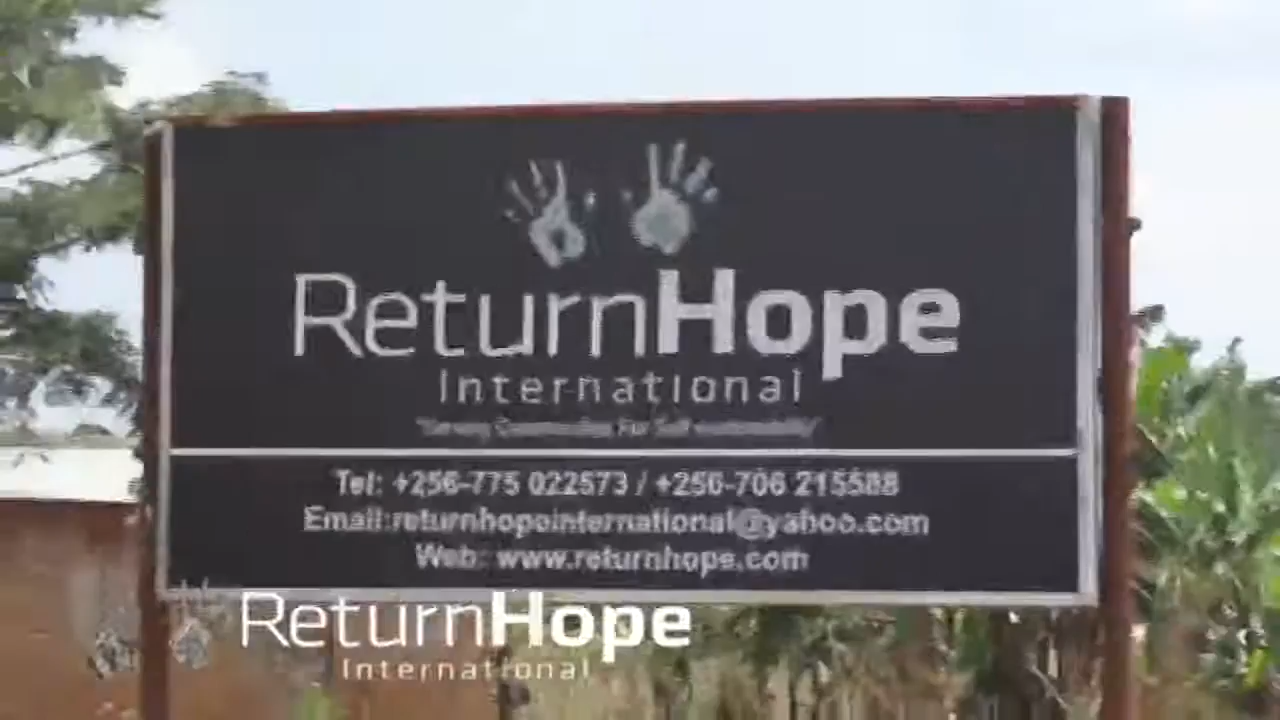 ReturnHope
International
Tel: +256-775 022573 / +256-706 215588
Email:returnhopeinternational@yahoo.com
Web: www.returnhope.com
ReturnHope
International